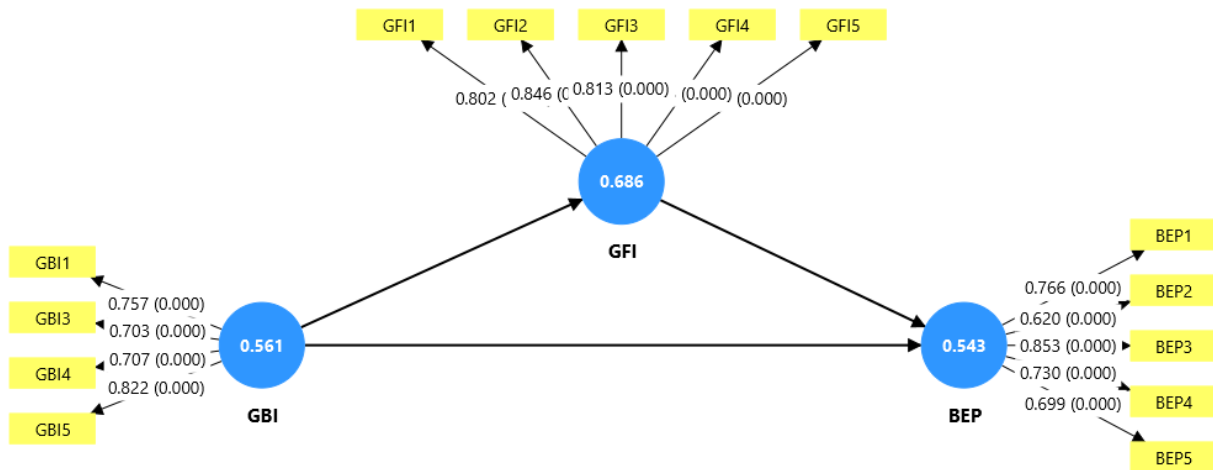 GFI1 GFI2 GFI3 GFI4 GFI5
0.802 0.846 0.813 (0.000) (0.000) (0.000)
0.686
GFI
GBI1
GBI3
GBI4
GBI5
0.757 (0.000)
0.703 (0.000)
0.707 (0.000)
0.822 (0.000)
0.561
GBI
0.543
BEP
0.766 (0.000)
0.620 (0.000)
0.853 (0.000)
0.730 (0.000)
0.699 (0.000)
BEP1
BEP2
BEP3
BEP4
BEP5